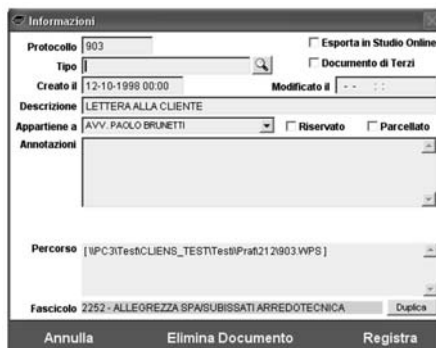 Informazioni
Protocollo 903 Esporta in Studio Online
Tipo Documento di Terzi
Creato il 12-10-1998 00:00 Modificato il - - : :
Descrizione LETTERA ALLA CLIENTE
Appartiene a AVV. PAOLO BRUNETTI Riservato Parcellato
Annotazioni
Percorso [ \\PC3\Test\CLIENS_TEST\Testi\Prat\212\903.WPS ]
Fascicolo 2252 - ALLEGREZZA SPA/SUBISSATI ARREDOTECNICA Duplica
Annulla Elimina Documento Registra